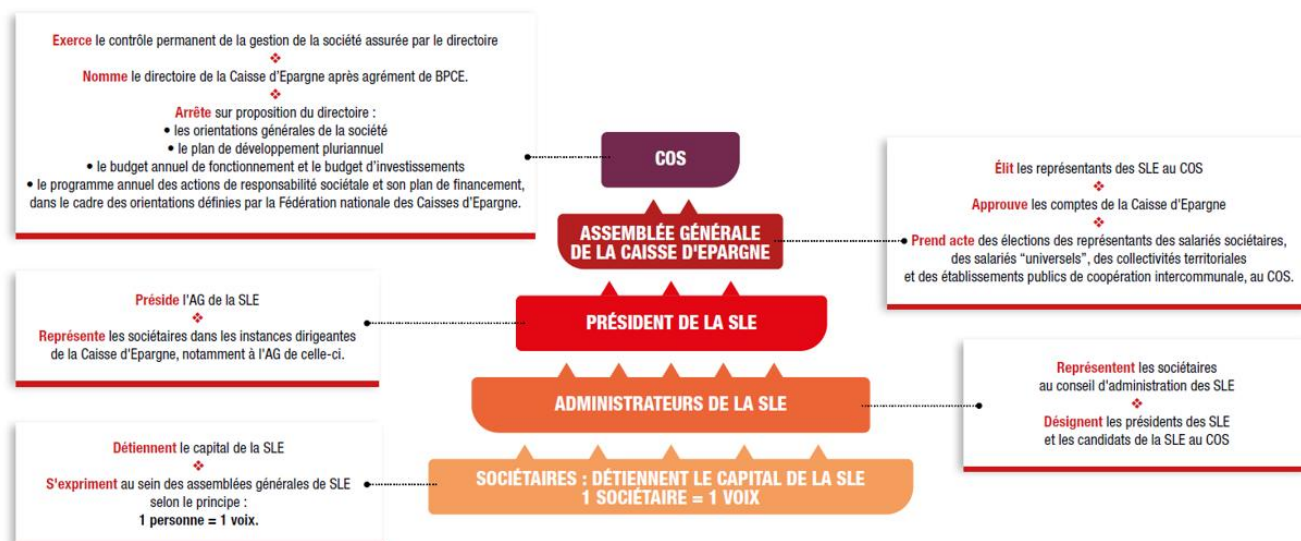 Exerce le contrôle permanent de la gestion de la société assurée par le directoire
❖
Nomme le directoire de la Caisse d'Epargne après agrément de BPCE.
❖
Arrête sur proposition du directoire :
• les orientations générales de la société
• le plan de développement pluriannuel
• le budget annuel de fonctionnement et le budget d'investissements
• le programme annuel des actions de responsabilité sociétale et son plan de financement,
dans le cadre des orientations définies par la Fédération nationale des Caisses d'Epargne.
COS
Élit les représentants des SLE au COS
❖
Approuve les comptes de la Caisse d'Epargne
❖
Prend acte des élections des représentants des salariés sociétaires,
des salariés "universels", des collectivités territoriales
et des établissements publics de coopération intercommunale, au COS.
ASSEMBLÉE GÉNÉRALE
DE LA CAISSE D'EPARGNE
Préside l'AG de la SLE
❖
Représente les sociétaires dans les instances dirigeantes
de la Caisse d'Epargne, notamment à l'AG de celle-ci.
PRÉSIDENT DE LA SLE
Représentent les sociétaires
au conseil d'administration des SLE
❖
Désignent les présidents des SLE
et les candidats de la SLE au COS
ADMINISTRATEURS DE LA SLE
Détiennent le capital de la SLE
❖
S'expriment au sein des assemblées générales de SLE
selon le principe :
1 personne = 1 voix.
SOCIÉTAIRES : DÉTIENNENT LE CAPITAL DE LA SLE
1 SOCIÉTAIRE = 1 VOIX